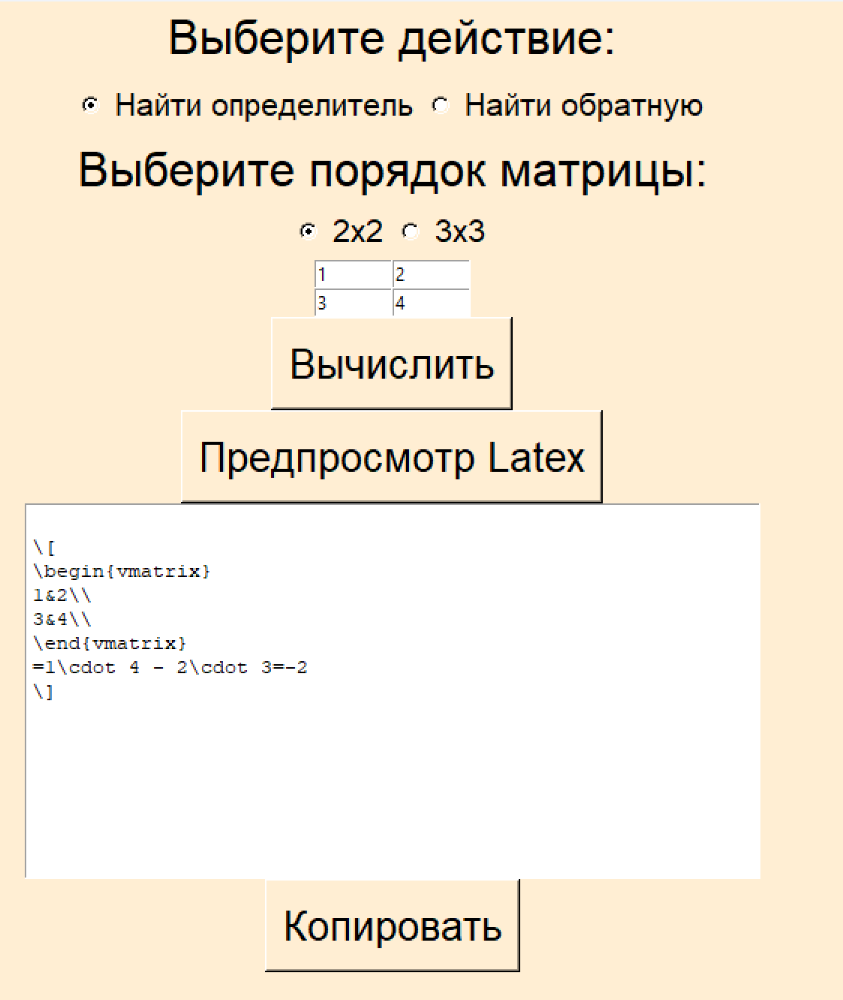 Выберите действие:
Найти определитель Найти обратную
Выберите порядок матрицы:
2x2 3x3
1 2
3 4
Вычислить
Предпросмотр Latex
\[
\begin{vmatrix}
1&2\\
3&4\\
\end{vmatrix}
=1\cdot 4 - 2\cdot 3=-2
\]
Копировать